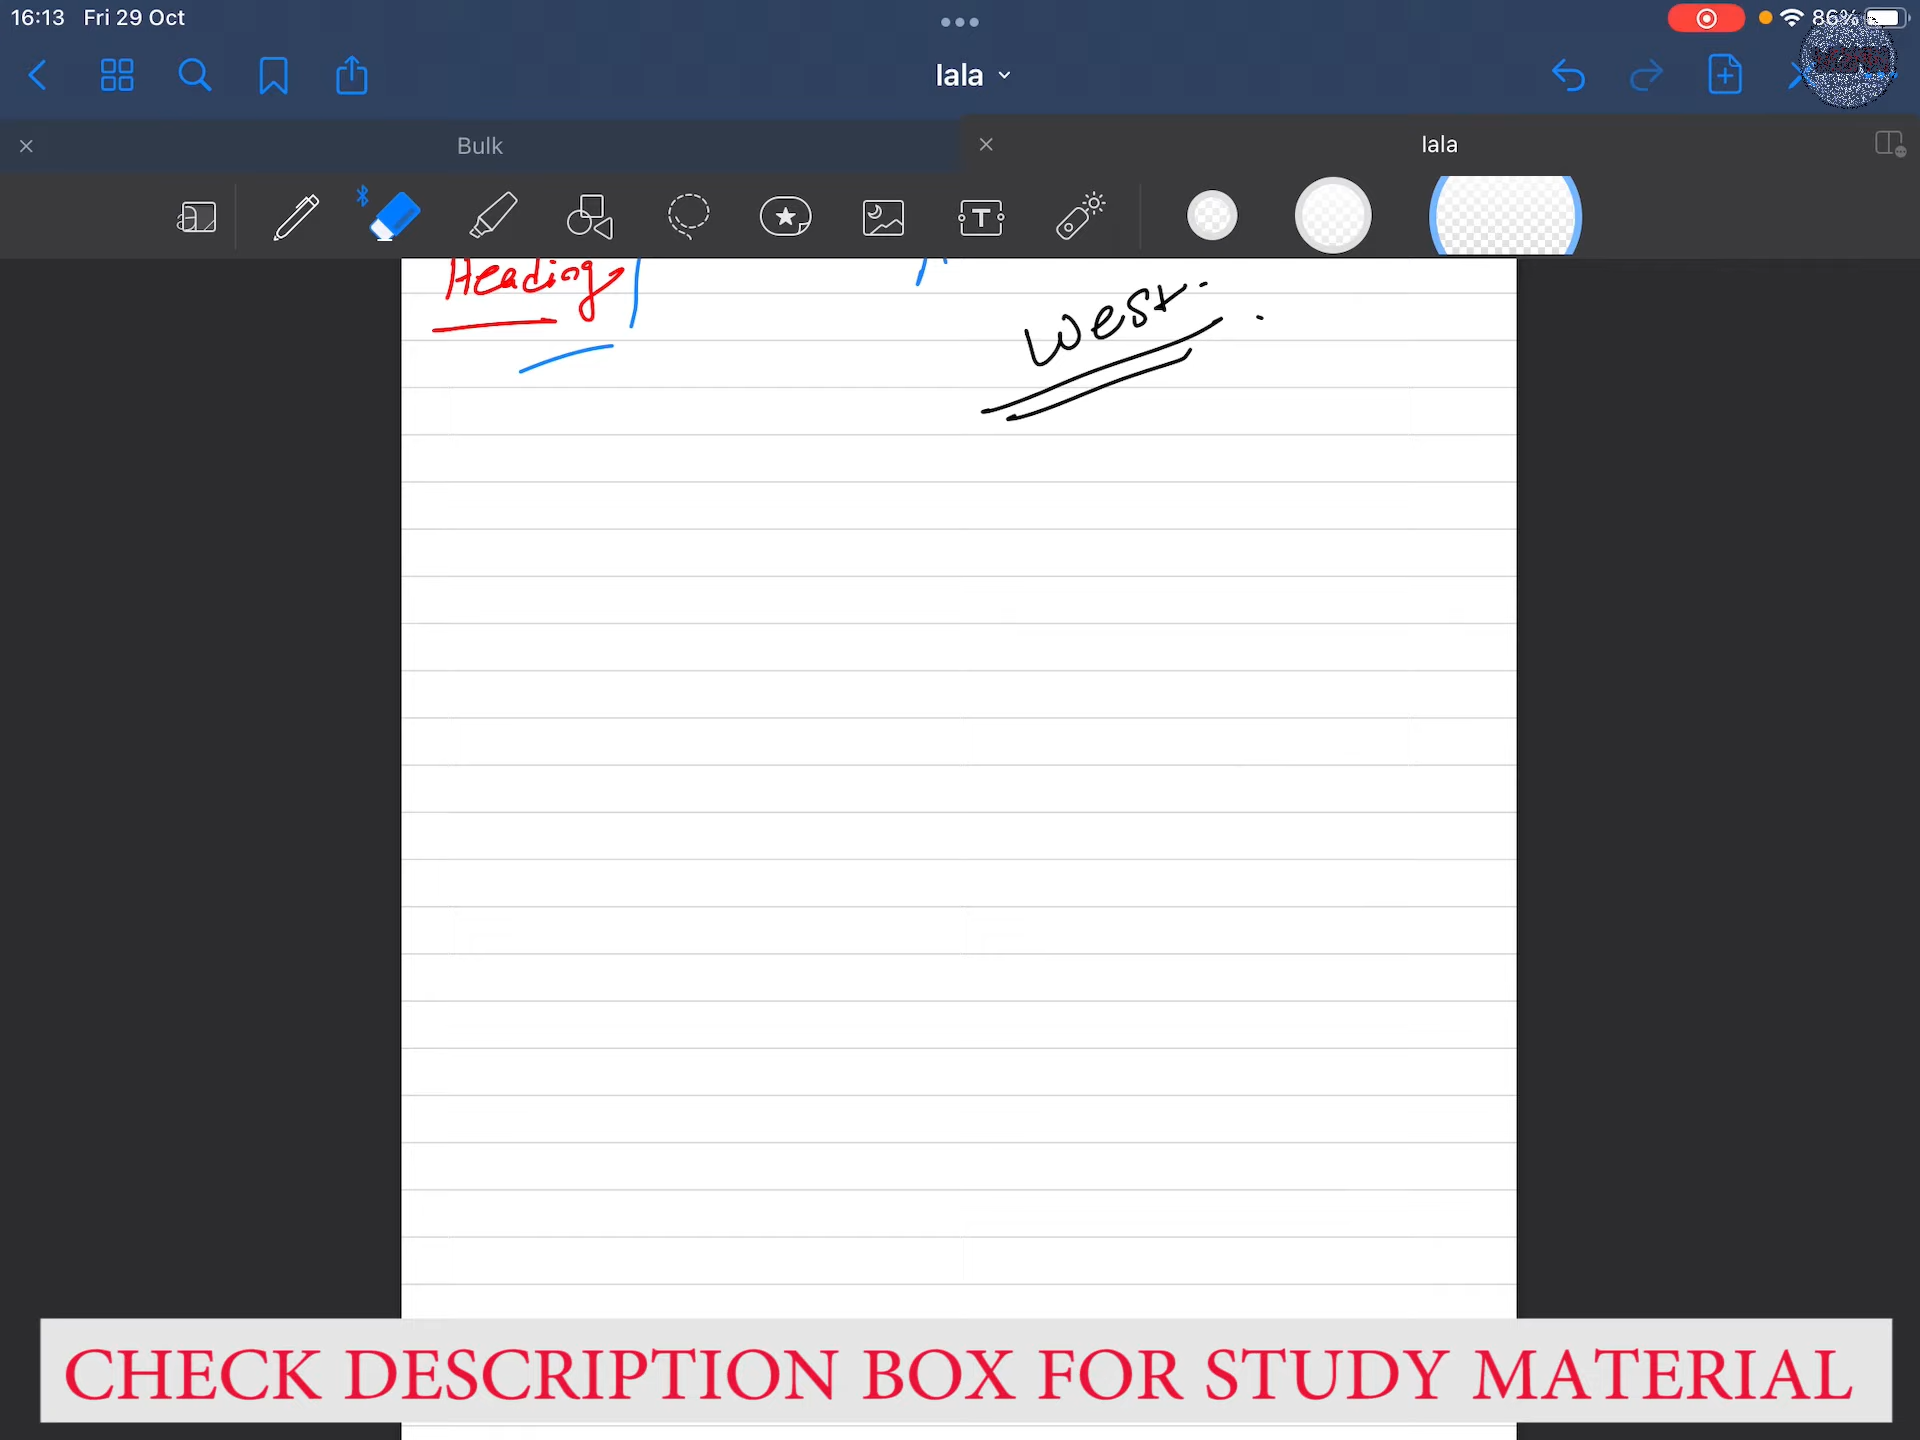 16:13 Fri 29 Oct
86%
lala
Bulk
lala
Heading
West.
CHECK DESCRIPTION BOX FOR STUDY MATERIAL